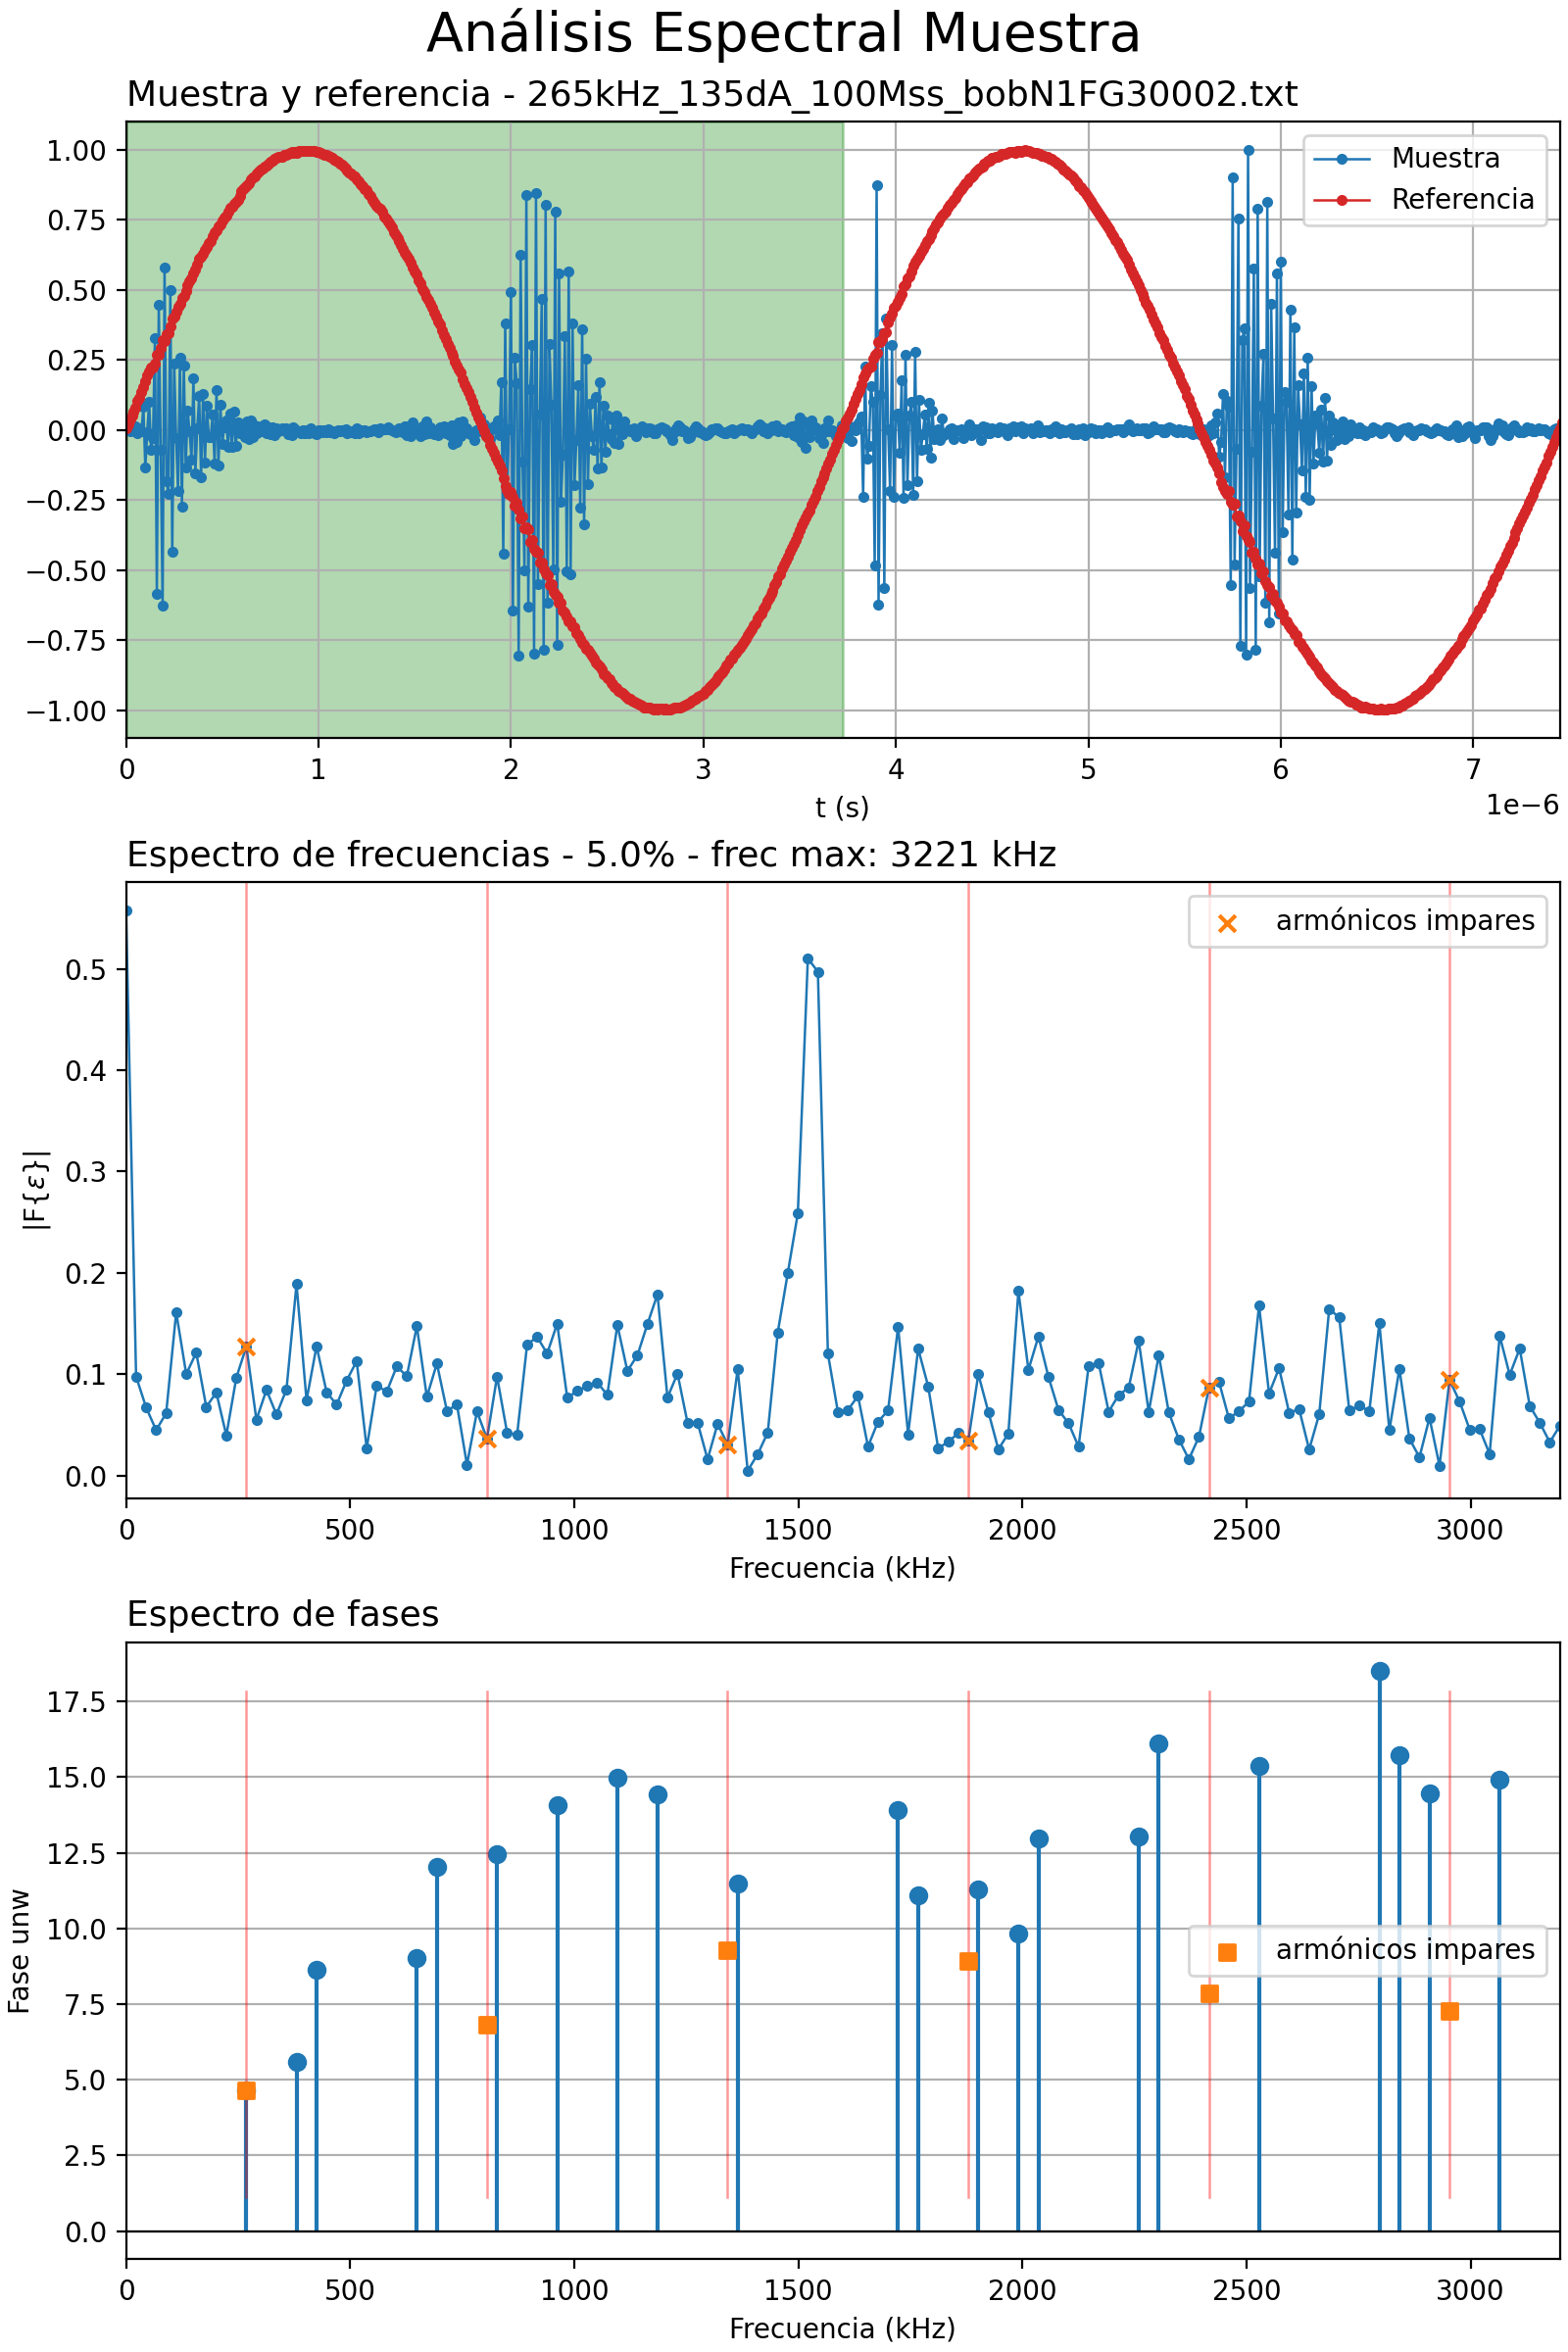 Análisis Espectral Muestra
Muestra y referencia - 265kHz_135dA_100Mss_bobN1FG30002.txt
1.00
0.75
0.50
0.25
0.00
−0.25
−0.50
−0.75
−1.00
Muestra
Referencia
0 1 2 3 4 5 6 7
1e−6
t (s)
Espectro de frecuencias - 5.0% - frec max: 3221 kHz
armónicos impares
0.5
0.4
0.3
0.2
0.1
0.0
|F{ε}|
0 500 1000 1500 2000 2500 3000
Frecuencia (kHz)
Espectro de fases
17.5
15.0
12.5
10.0
7.5
5.0
2.5
0.0
Fase unw
armónicos impares
0 500 1000 1500 2000 2500 3000
Frecuencia (kHz)